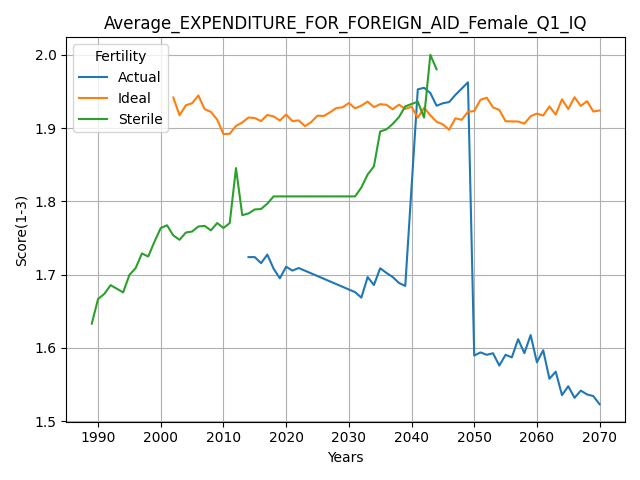 Average_EXPENDITURE_FOR_FOREIGN_AID_Female_Q1_IQ
Fertility
Actual
Ideal
Sterile
Score(1-3)
2.0
1.9
1.8
1.7
1.6
1.5
1990 2000 2010 2020 2030 2040 2050 2060 2070
Years